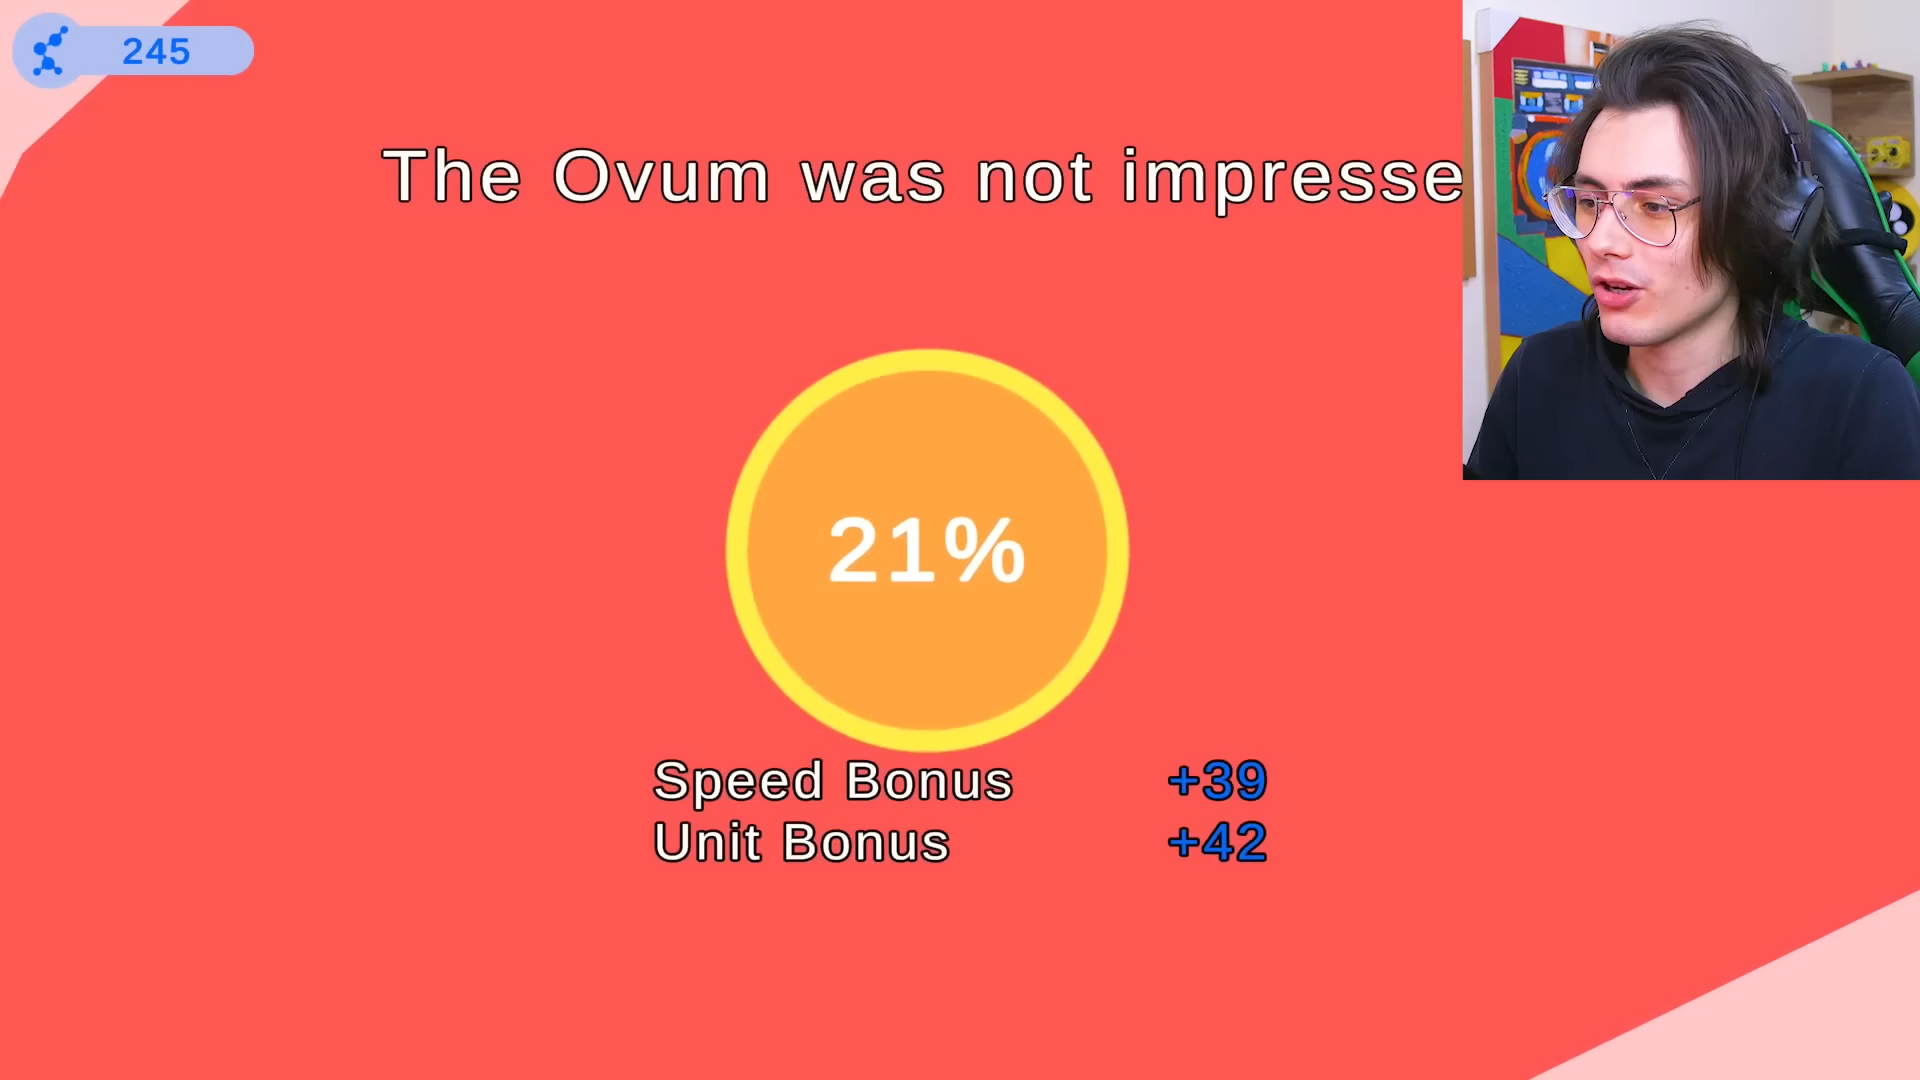 245
The Ovum was not impresse
21%
Speed Bonus +39
Unit Bonus +42